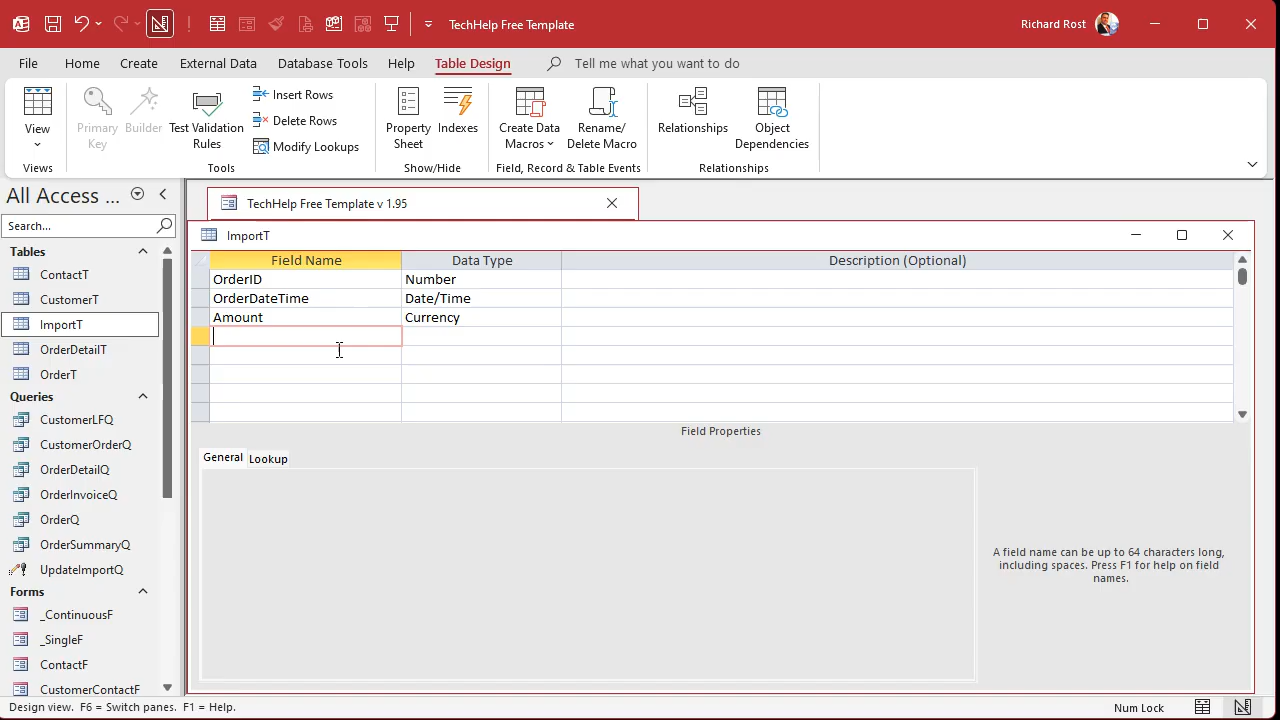 TechHelp Free Template
Richard Rost
File Home Create External Data Database Tools Help Table Design Tell me what you want to do
View
Primary Key
Builder
Test Validation Rules
Insert Rows
Delete Rows
Modify Lookups
Property Sheet
Indexes
Create Data Macros
Rename/ Delete Macro
Relationships
Object Dependencies
Views Tools Show/Hide Field, Record & Table Events Relationships
All Access ...
Search...
Tables
ContactT
CustomerT
ImportT
OrderDetailT
OrderT
Queries
CustomerLFQ
CustomerOrderQ
OrderDetailQ
OrderInvoiceQ
OrderQ
OrderSummaryQ
UpdateImportQ
Forms
_ContinuousF
_SingleF
ContactF
CustomerContactF
TechHelp Free Template v 1.95
ImportT
Field Name Data Type Description (Optional)
OrderID Number
OrderDateTime Date/Time
Amount Currency
Field Properties
General Lookup
A field name can be up to 64 characters long,
including spaces. Press F1 for help on field
names.
Design view. F6 = Switch panes. F1 = Help.
Num Lock